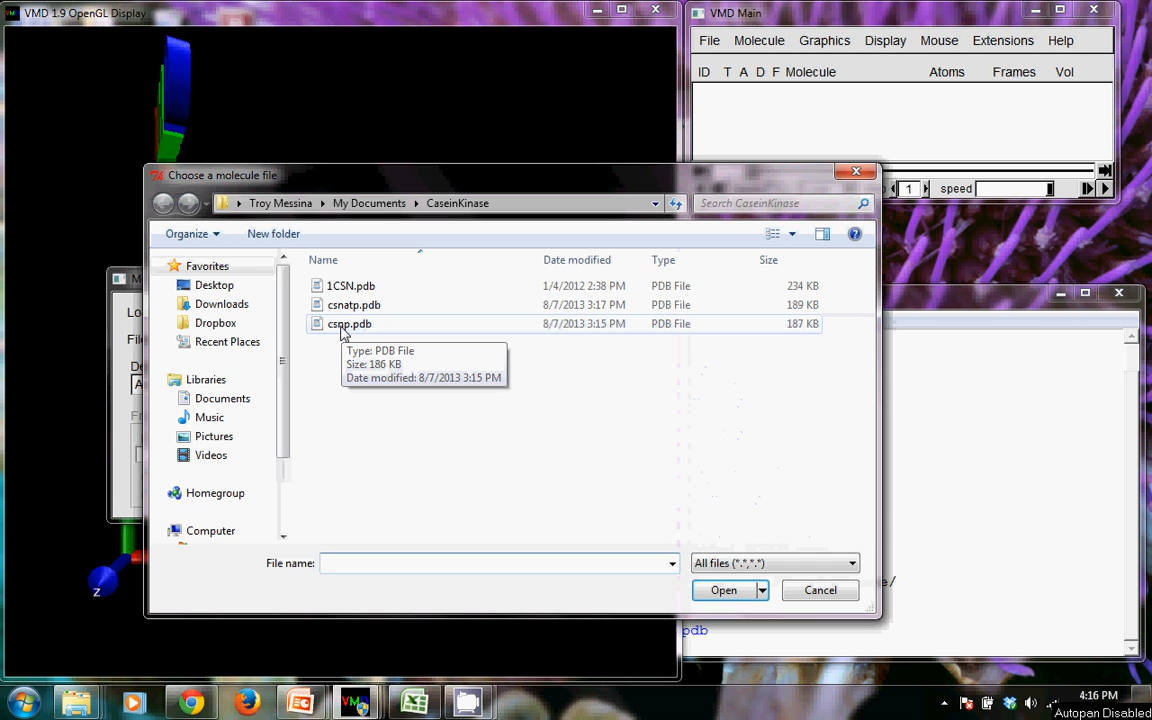 VMD 1.9 OpenGL Display
VMD Main
File Molecule Graphics Display Mouse Extensions Help
ID T A D F Molecule Atoms Frames Vol
1 speed
Choose a molecule file
Troy Messina My Documents CaseinKinase
Search CaseinKinase
Organize New folder
Name Date modified Type Size
1CSN.pdb 1/4/2012 2:38 PM PDB File 234 KB
csnatp.pdb 8/7/2013 3:17 PM PDB File 189 KB
csnp.pdb 8/7/2013 3:15 PM PDB File 187 KB
Type: PDB File
Size: 186 KB
Date modified: 8/7/2013 3:15 PM
Favorites
Desktop
Downloads
Dropbox
Recent Places
Libraries
Documents
Music
Pictures
Videos
Homegroup
Computer
File name:
All files (*.*,*.*)
Open Cancel
pdb
Z
4:16 PM
Autopan Disabled